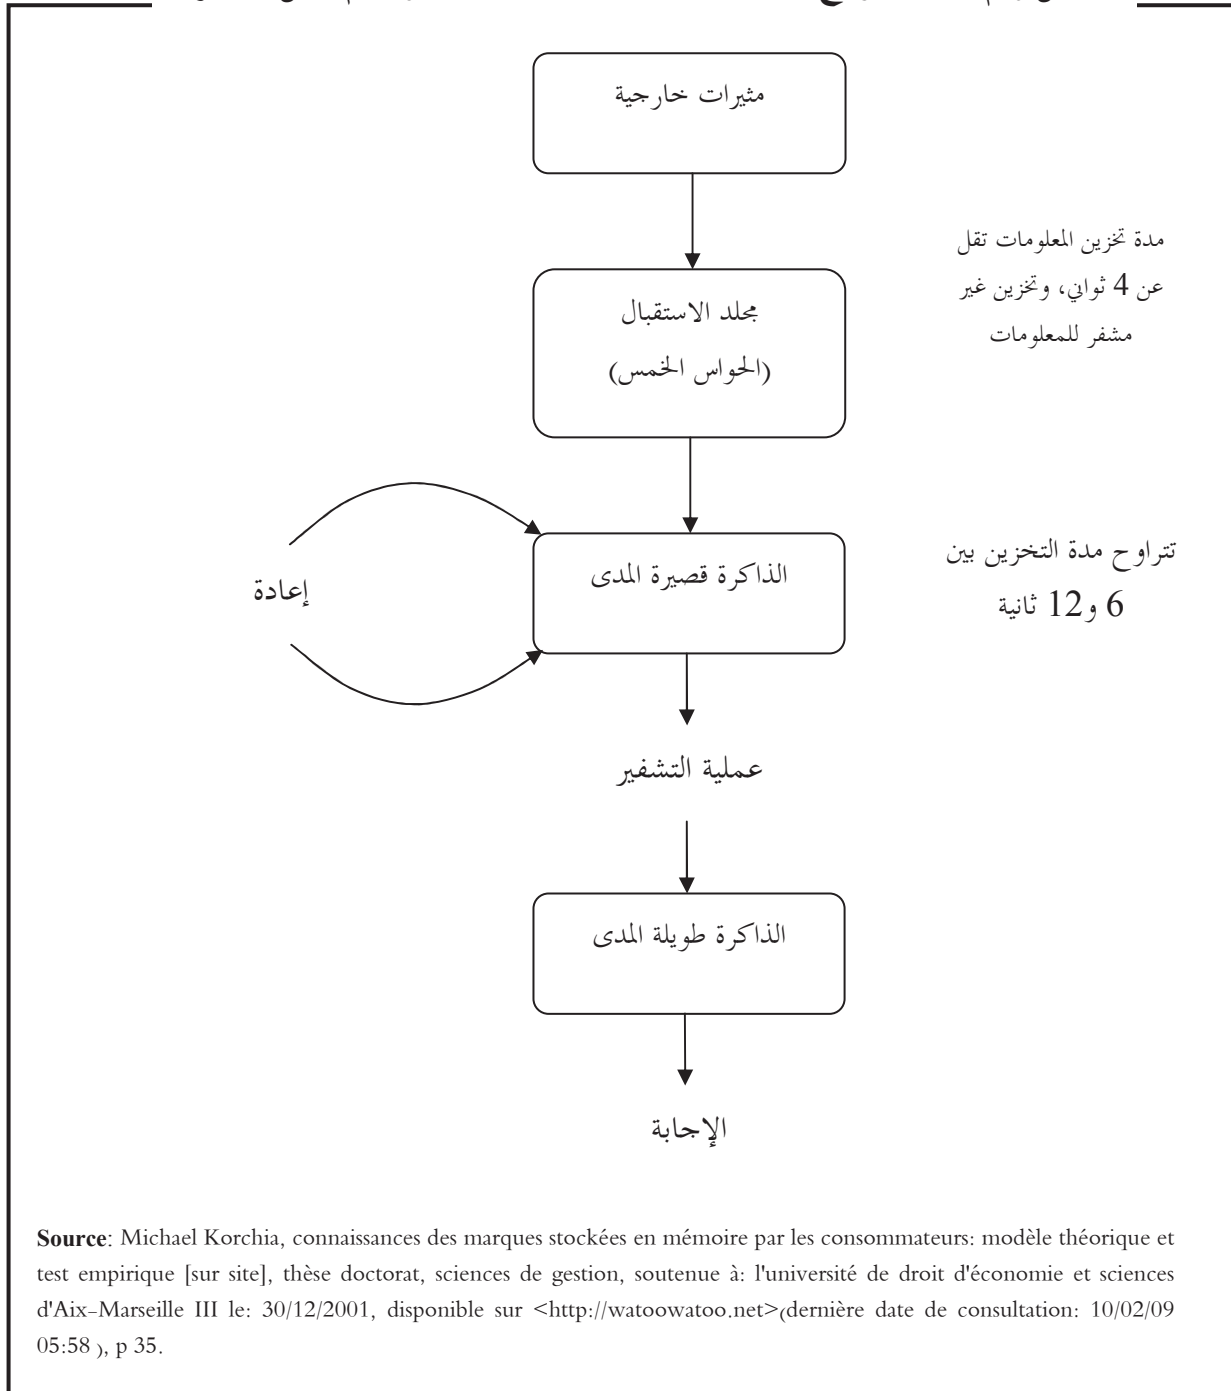 مثيرات خارجية
مدة تخزين المعلومات تقل
عن 4 ثواني، وتخزين غير
مشفر للمعلومات
مجلد الاستقبال
(الحواس الخمس)
تتراوح مدة التخزين بين
6 و12 ثانية
الذاكرة قصيرة المدى
إعادة
عملية التشفير
الذاكرة طويلة المدى
الإجابة
Source: Michael Korchia, connaissances des marques stockées en mémoire par les consommateurs: modèle théorique et
test empirique [sur site], thèse doctorat, sciences de gestion, soutenue à: l'université de droit d'économie et sciences
d'Aix-Marseille III le: 30/12/2001, disponible sur <http://watoowatoo.net>(dernière date de consultation: 10/02/09
05:58 ), p 35.